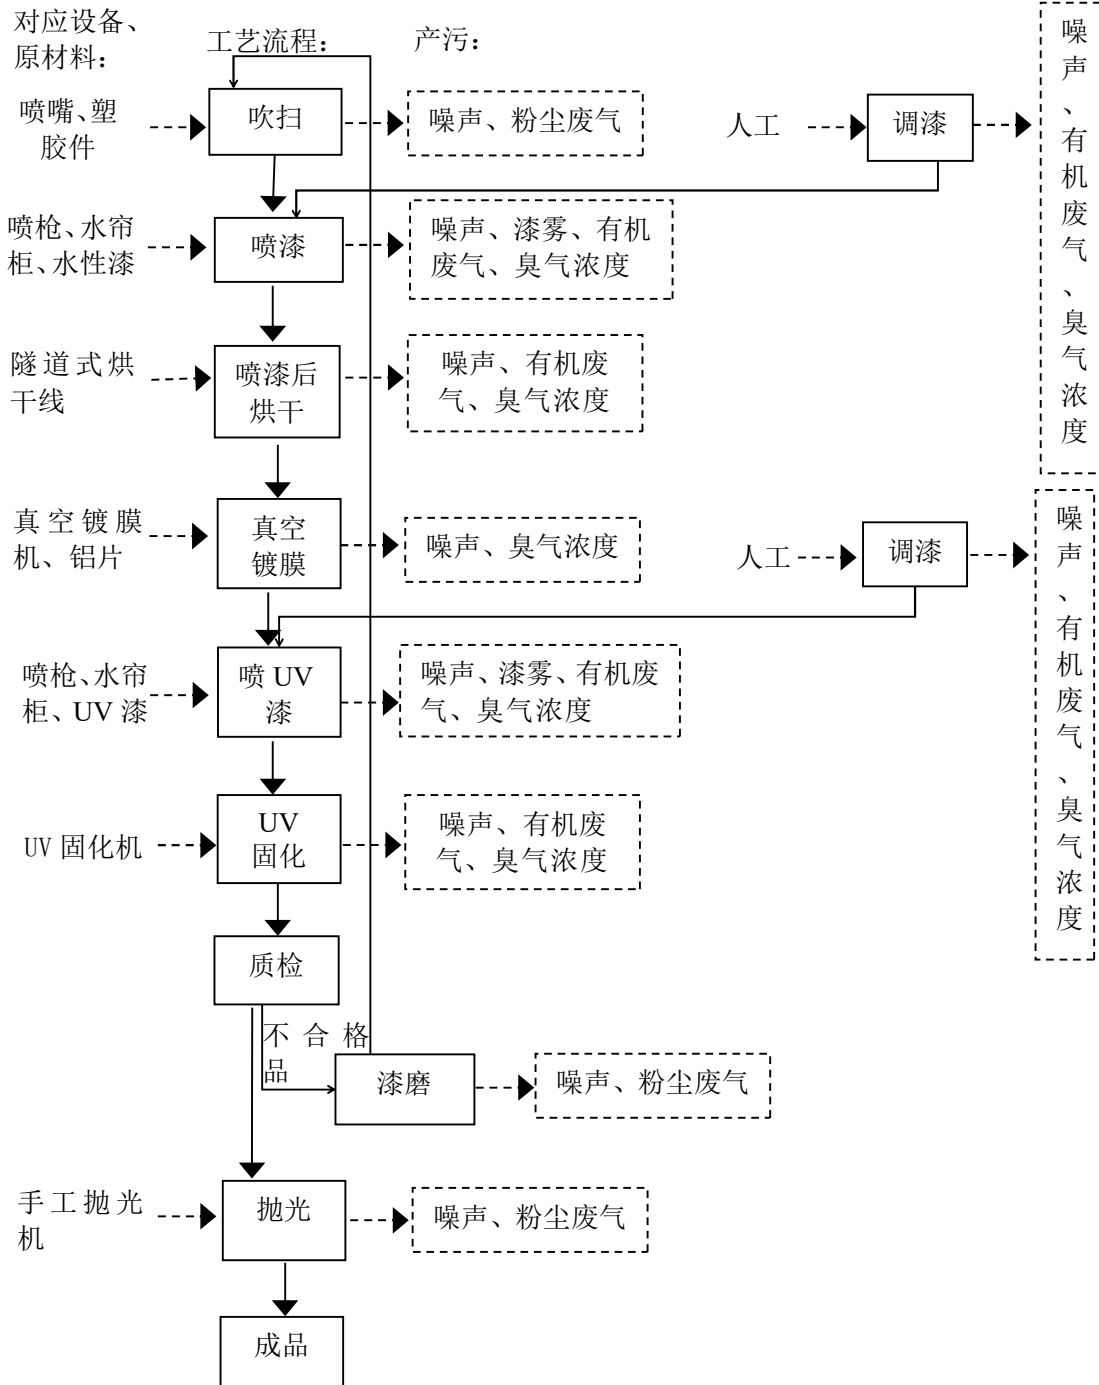 对应设备、
原材料：
工艺流程：
产污：
喷嘴、塑
胶件
吹扫
噪声、粉尘废气
人工
调漆
噪
声
、
有
机
废
气
、
臭
气
浓
度
喷枪、水帘
柜、水性漆
喷漆
噪声、漆雾、有机
废气、臭气浓度
隧道式烘
干线
喷漆后
烘干
噪声、有机废
气、臭气浓度
真空镀膜
机、铝片
真空
镀膜
噪声、臭气浓度
人工
调漆
噪
声
、
有
机
废
气
、
臭
气
浓
度
喷枪、水帘
柜、UV 漆
喷 UV
漆
噪声、漆雾、有机废
气、臭气浓度
UV 固化机
UV
固化
噪声、有机废
气、臭气浓度
质检
不合格
品
漆磨
噪声、粉尘废气
手工抛光
机
抛光
噪声、粉尘废气
成品